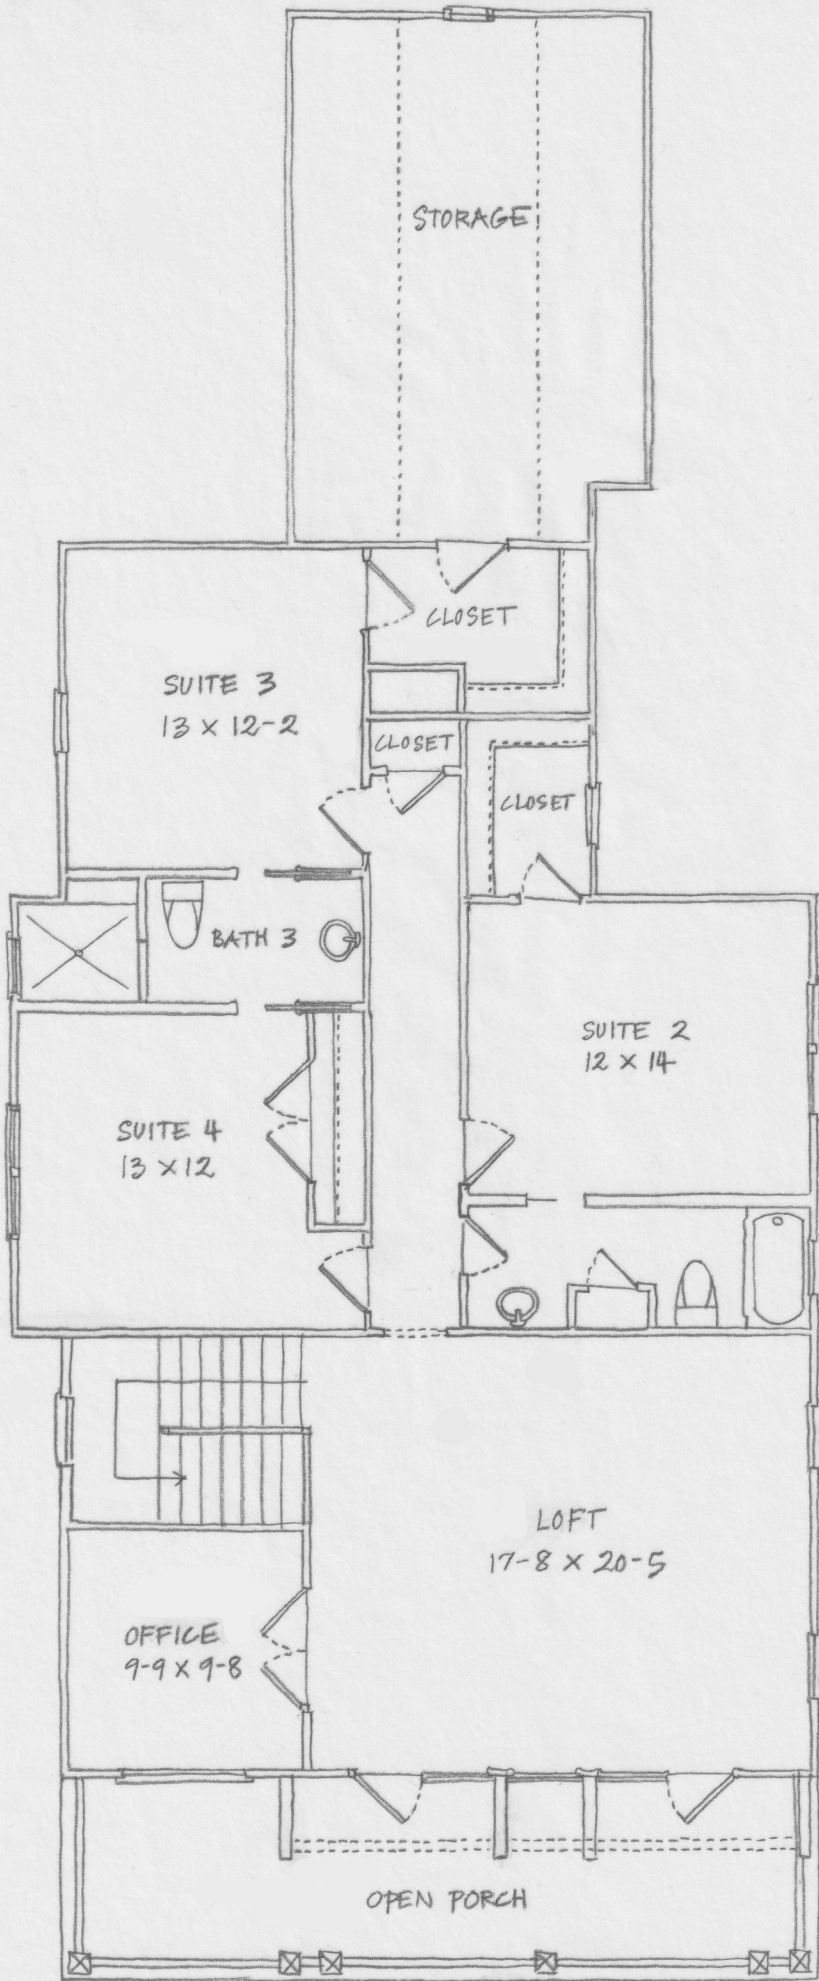 STORAGE
CLOSET
SUITE 3
13 X 12-2
CLOSET
CLOSET
BATH 3
SUITE 2
12 X 14
SUITE 4
13 X 12
LOFT
17-8 X 20-5
OFFICE
9-9 X 9-8
OPEN PORCH